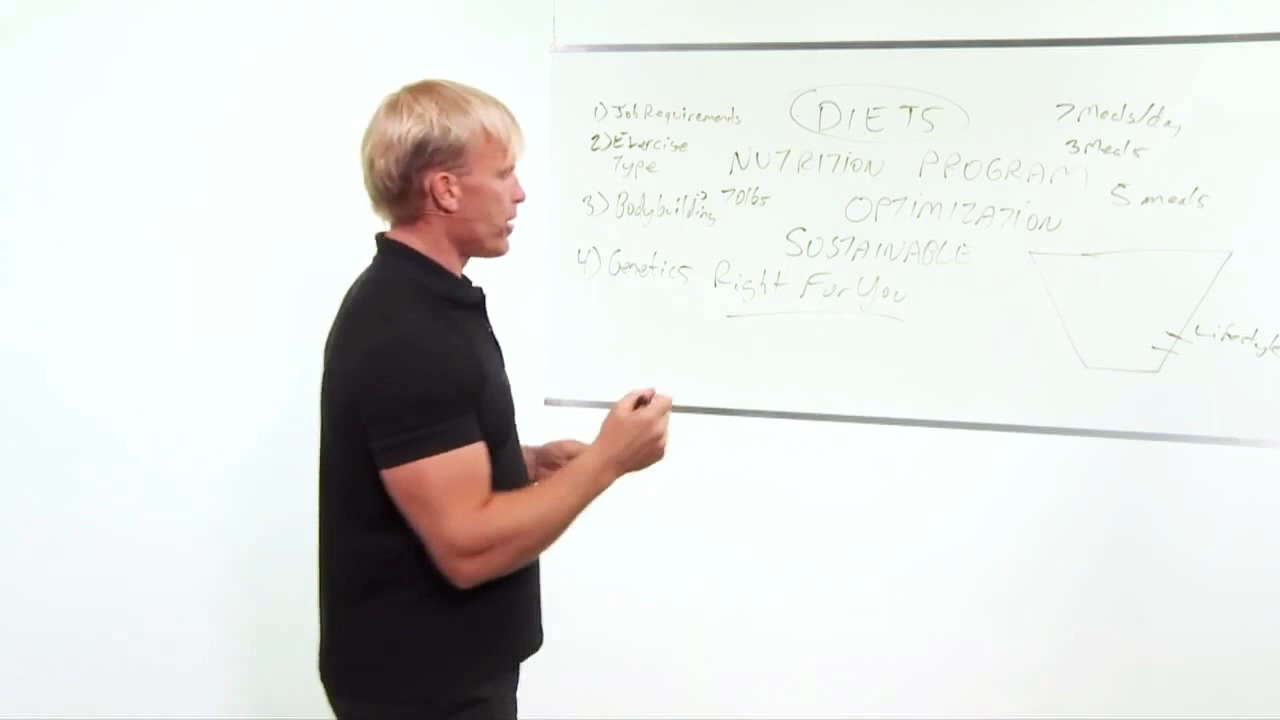 1) Job Requirements
2) Exercise
Type
3) Bodybuilding 70lbs
4) Genetics
DIETS
NUTRITION PROGRAM
OPTIMIZATION
SUSTAINABLE
Right For You
7 Meals/day
3 Meals
5 meals
Lifestyle